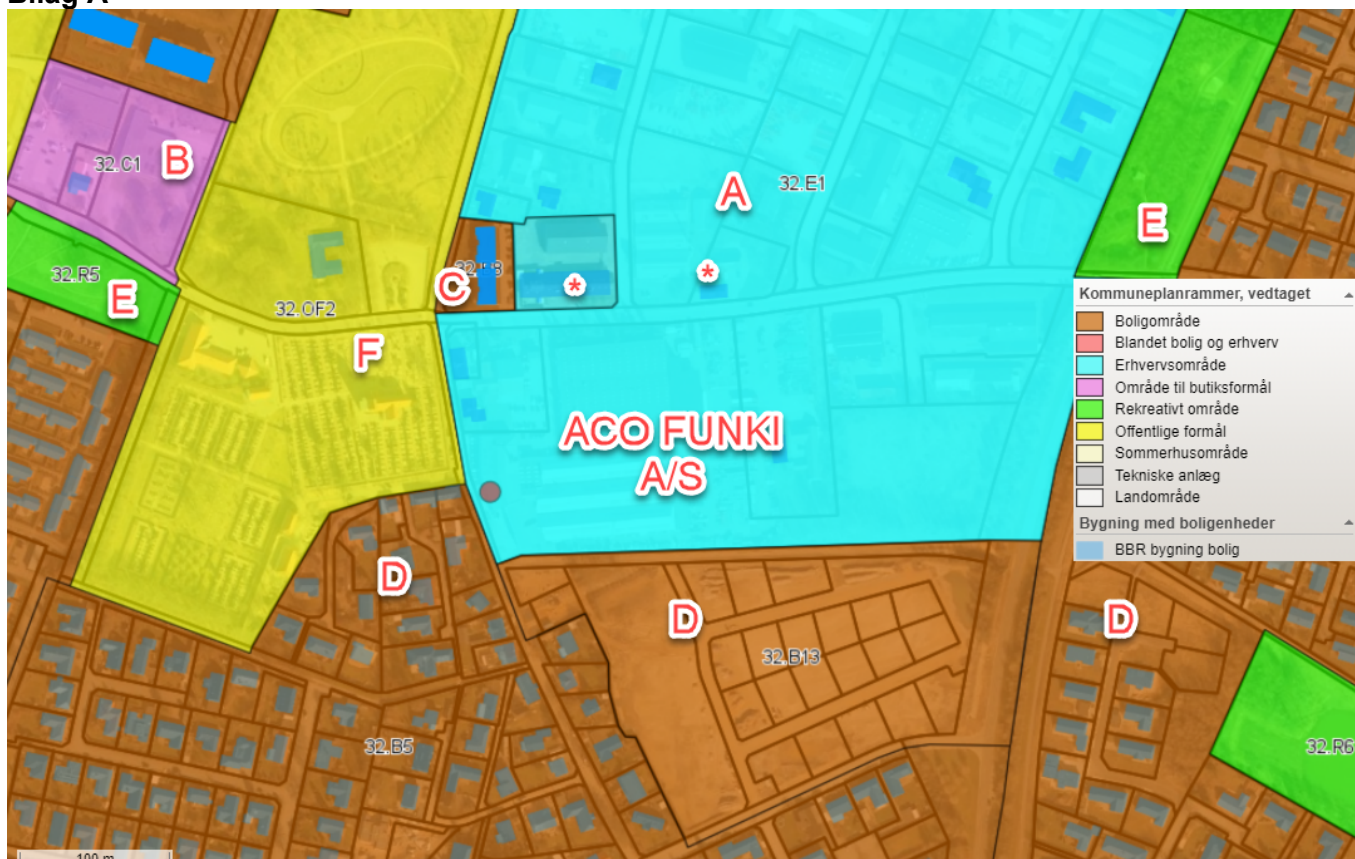 Bilag A
32.C1
B
A
32.E1
E
32.R5
E
C
*
*
32.OF2
F
Kommuneplanrammer, vedtaget
Boligområde
Blandet bolig og erhverv
Erhvervsområde
Område til butiksformål
Rekreativt område
Offentlige formål
Sommerhusområde
Tekniske anlæg
Landområde
Bygning med boligenheder
BBR bygning bolig
ACO FUNKI
A/S
D
D
D
32.B13
32.B5
32.R6
100 m